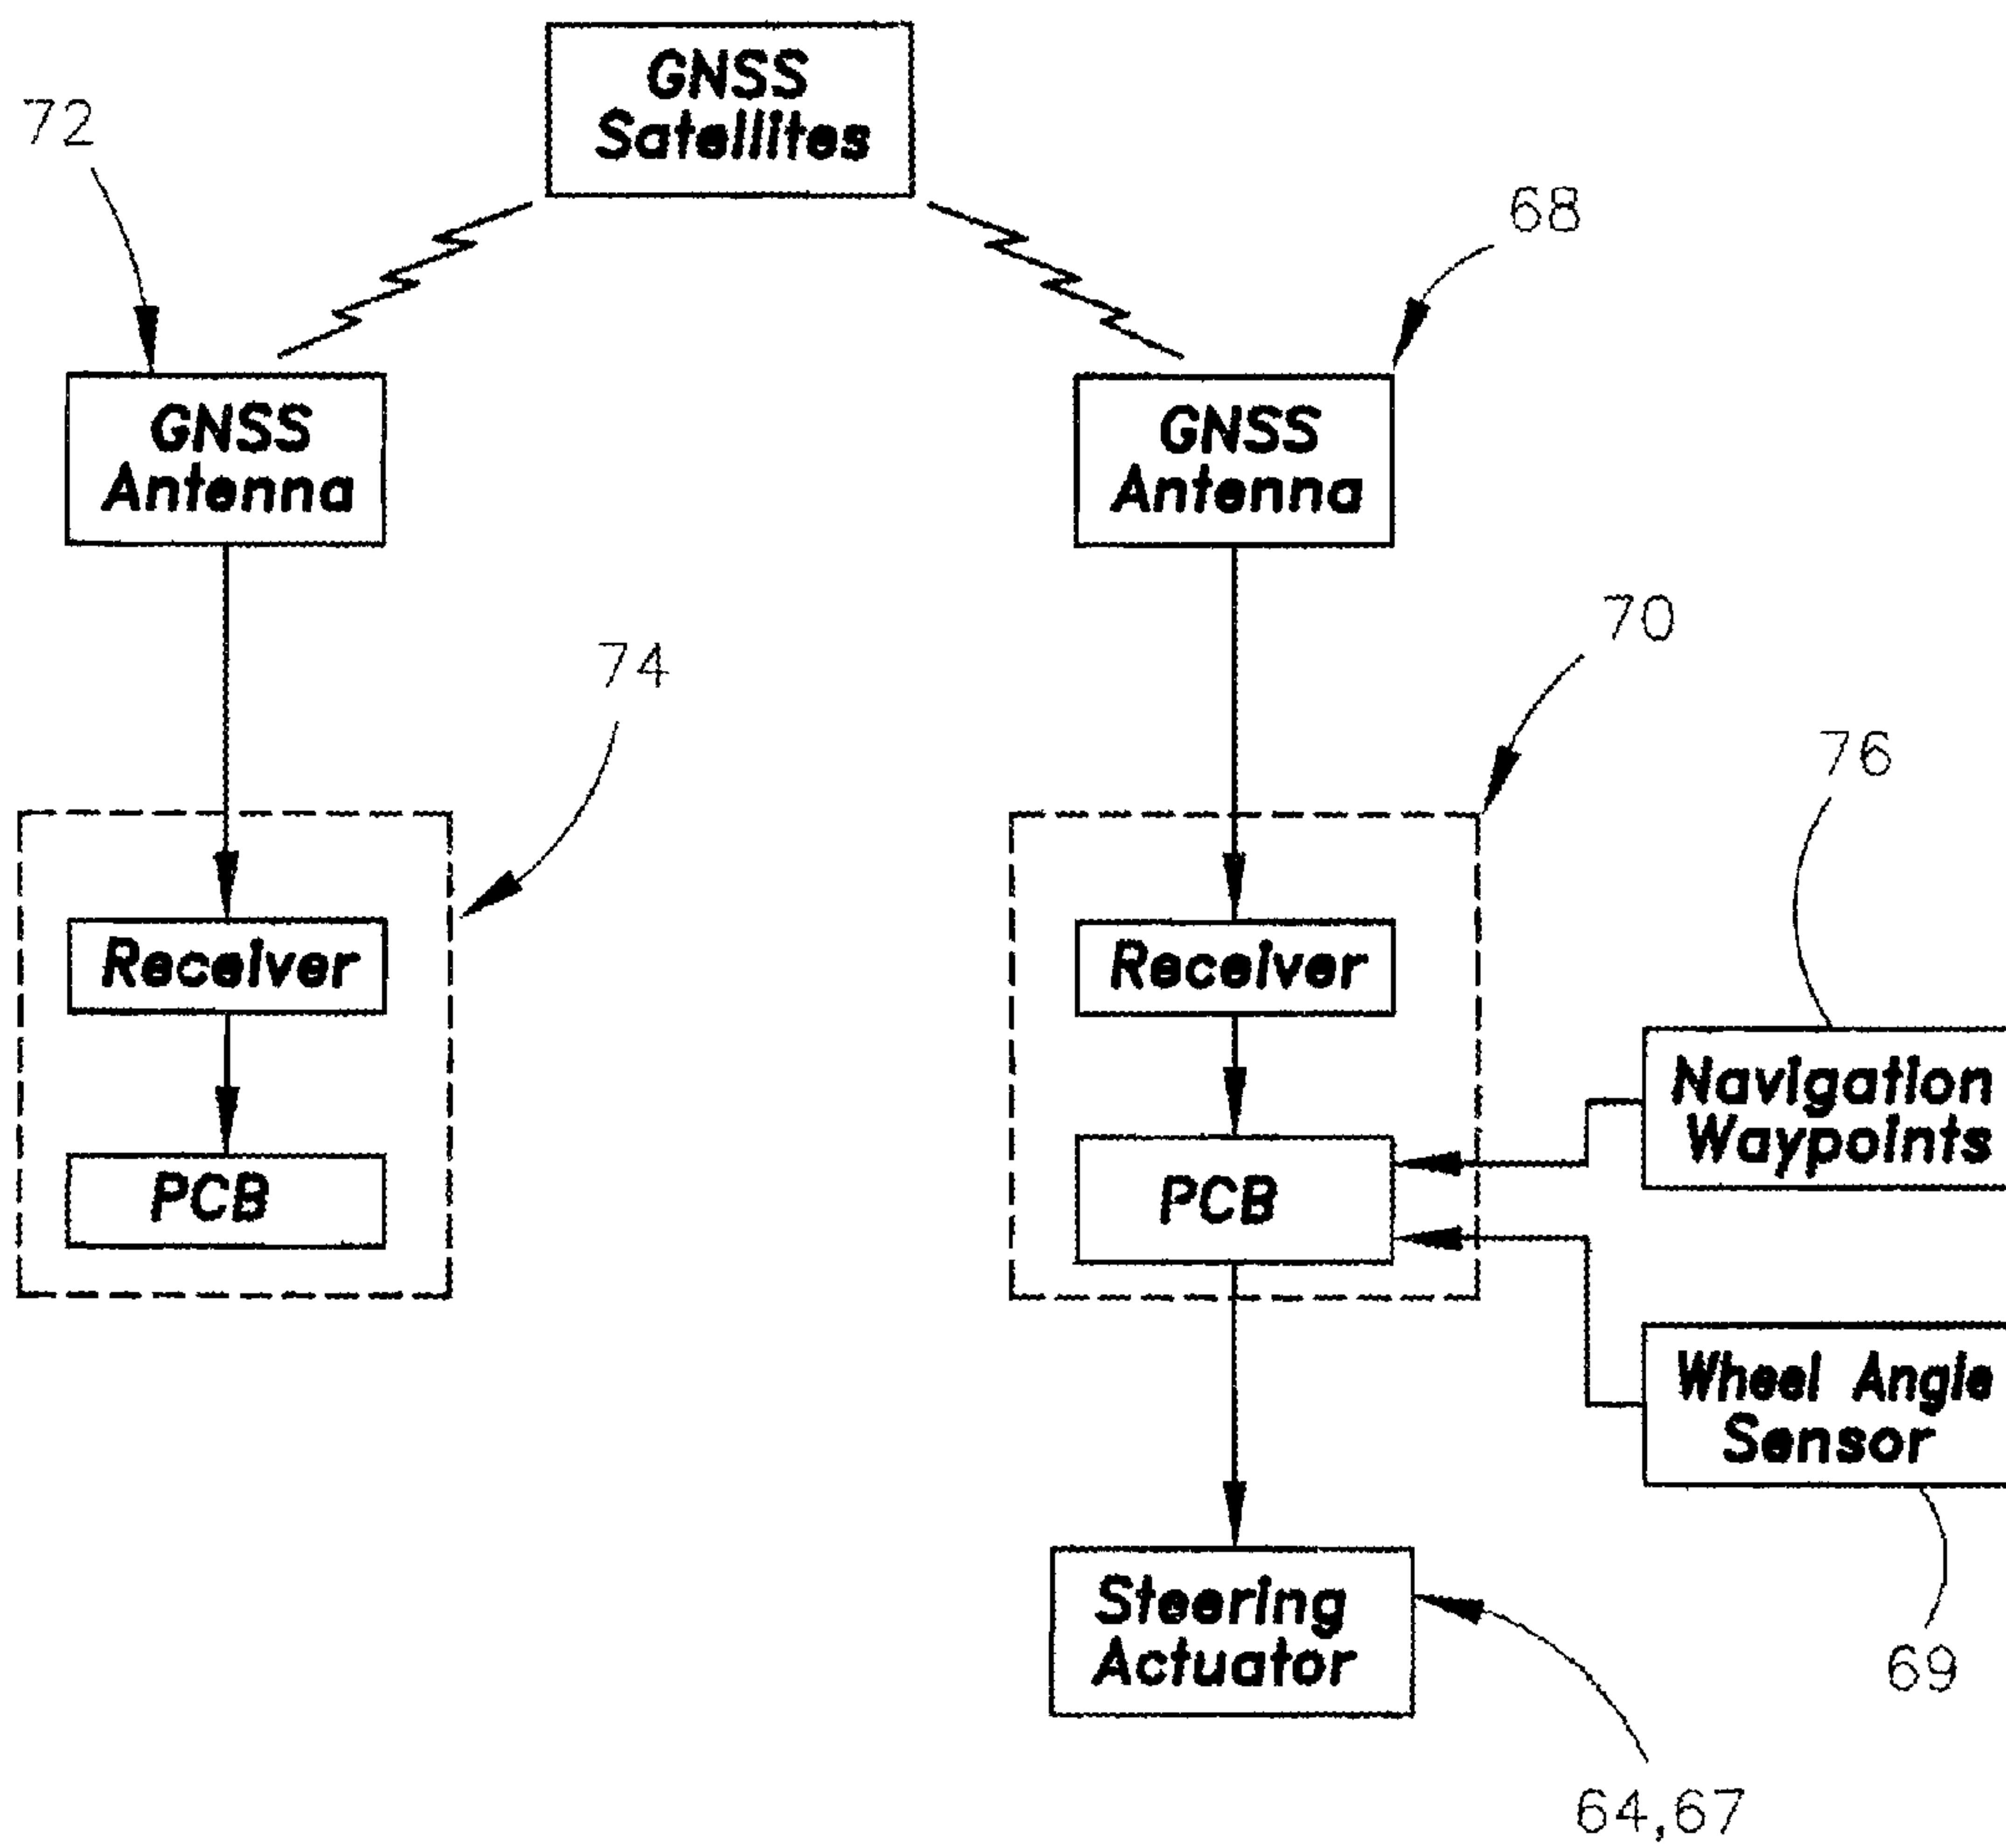 GNSS
Satellites
72
68
GNSS
Antenna
GNSS
Antenna
74
70
76
Receiver
Receiver
Navigation
Waypoints
PCB
PCB
Wheel Angle
Sensor
Steering
Actuator
69
64,67